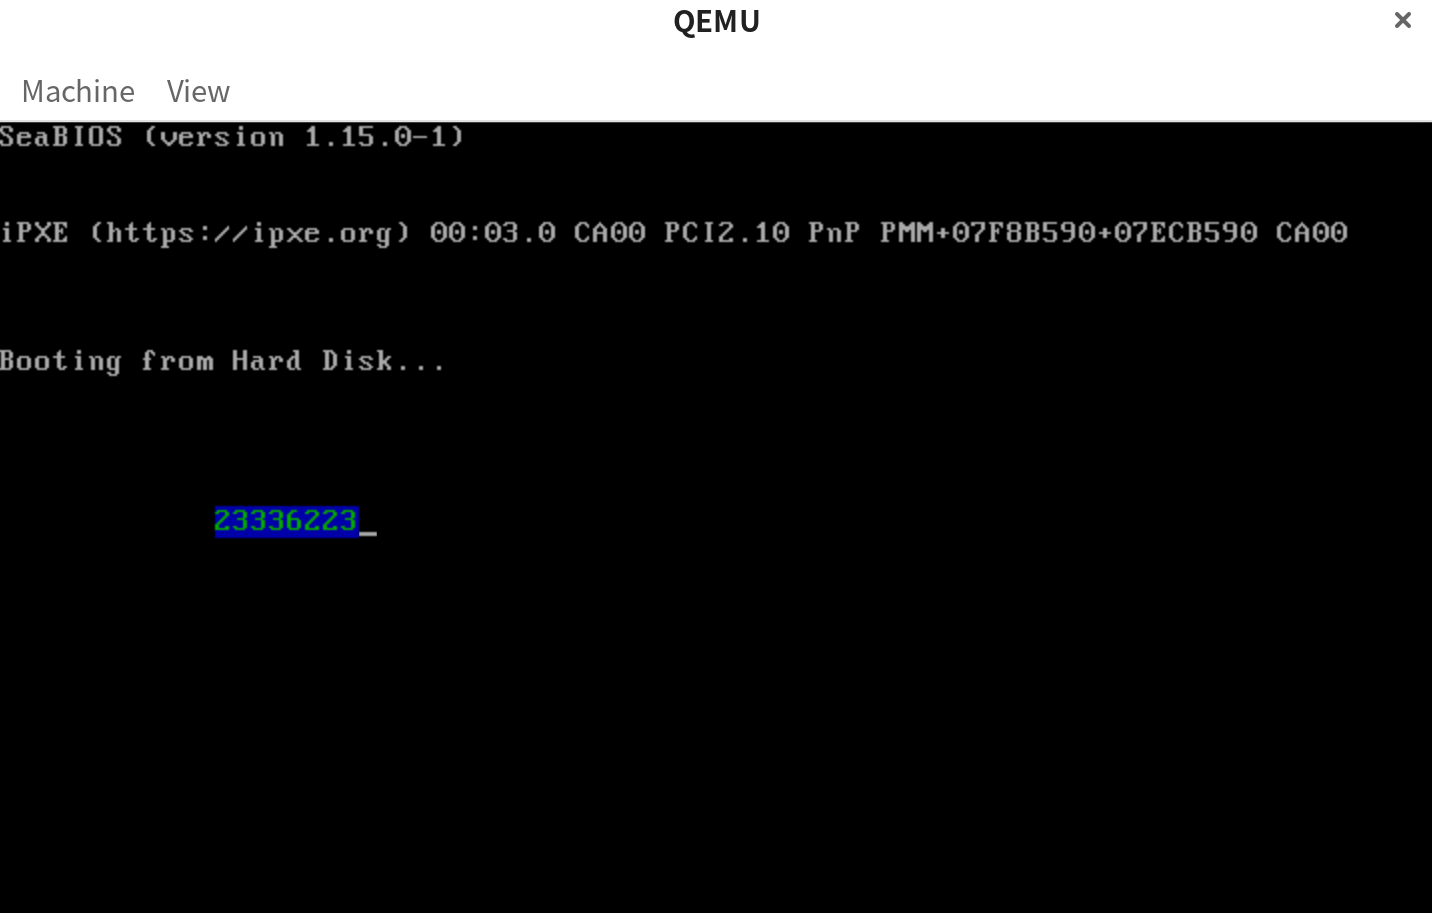 QEMU
Machine View
SeaBIOS (version 1.15.0-1)
iPXE (https://ipxe.org) 00:03.0 CA00 PCI2.10 PnP PMM+07F8B590+07ECB590 CA00
Booting from Hard Disk...
23336223_